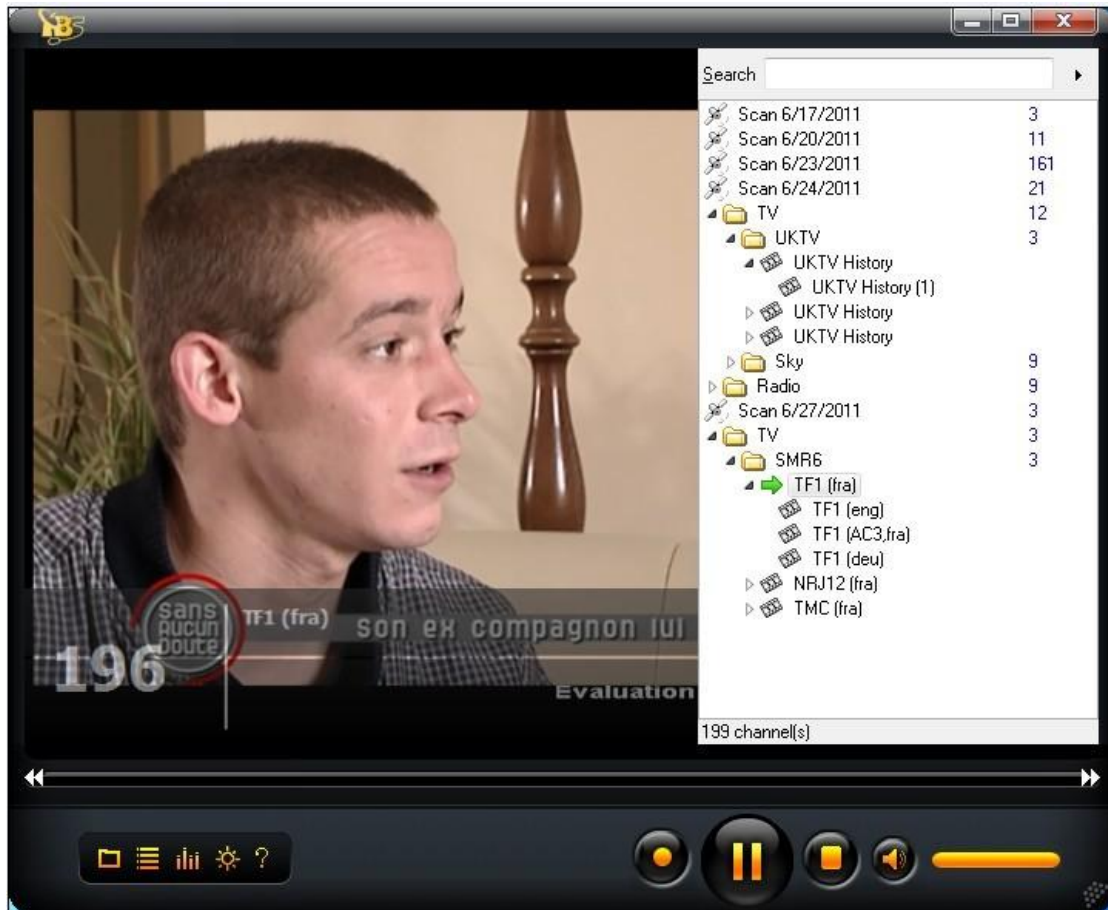 Search
Scan 6/17/2011 3
Scan 6/20/2011 11
Scan 6/23/2011 161
Scan 6/24/2011 21
TV 12
UKTV 3
UKTV History
UKTV History (1)
UKTV History
UKTV History
Sky 9
Radio 9
Scan 6/27/2011 3
TV 3
SMR6 3
TF1 (fra)
TF1 (eng)
TF1 (AC3,fra)
TF1 (deu)
NRJ12 (fra)
TMC (fra)
199 channel(s)
sans
aucun
doute
TF1 (fra)
son ex compagnon lui
196
Evaluation